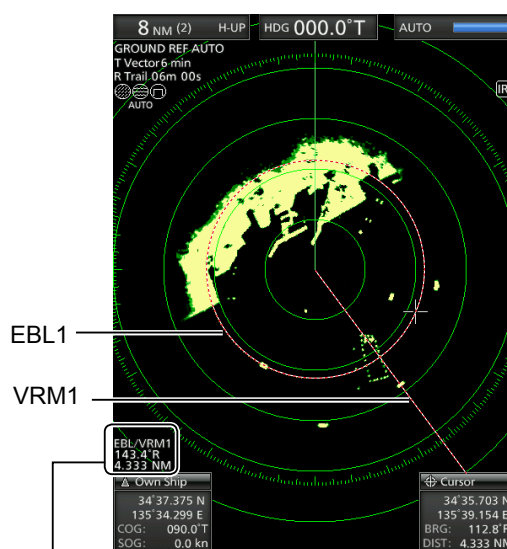 8 NM (2) H-UP HDG 000.0°T AUTO
GROUND REF AUTO
T Vector 6 min
R Trail 06m 00s
AUTO
IR
EBL1
VRM1
EBL/VRM1
143.4°R
4.333 NM
Own Ship
34°37.375 N
135°34.299 E
COG: 090.0°T
SOG: 0.0 kn
Cursor
34°35.703 N
135°39.154 E
BRG: 112.8°R
DIST: 4.333 NM